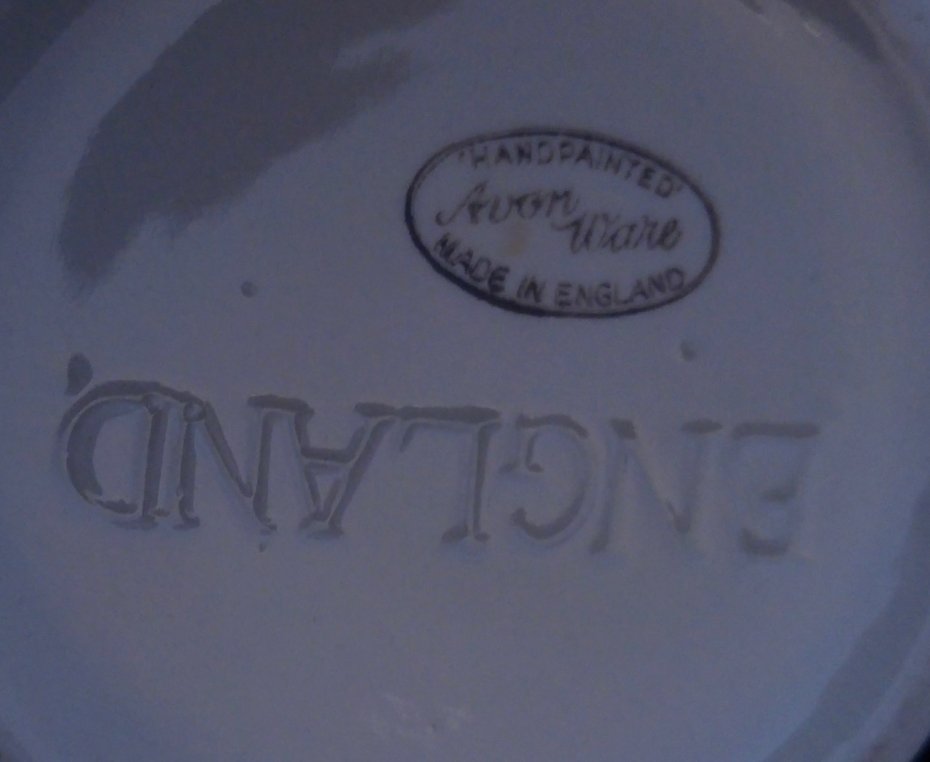 'HANDPAINTED'
Avon Ware
MADE IN ENGLAND
ENGLAND.